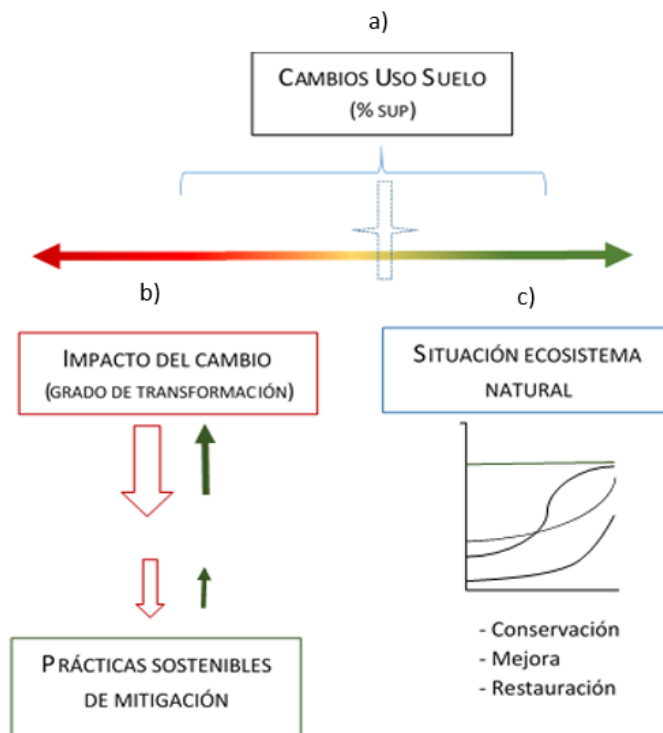 a)
CAMBIOS USO SUELO
(% SUP)
b)
IMPACTO DEL CAMBIO
(GRADO DE TRANSFORMACIÓN)
PRÁCTICAS SOSTENIBLES
DE MITIGACIÓN
c)
SITUACIÓN ECOSISTEMA
NATURAL
- Conservación
- Mejora
- Restauración